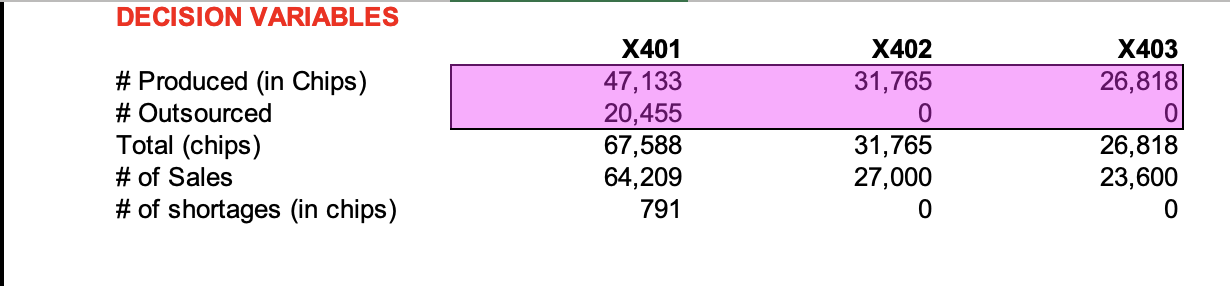 DECISION VARIABLES
X401 X402 X403
# Produced (in Chips) 47,133 31,765 26,818
# Outsourced 20,455 0 0
Total (chips) 67,588 31,765 26,818
# of Sales 64,209 27,000 23,600
# of shortages (in chips) 791 0 0